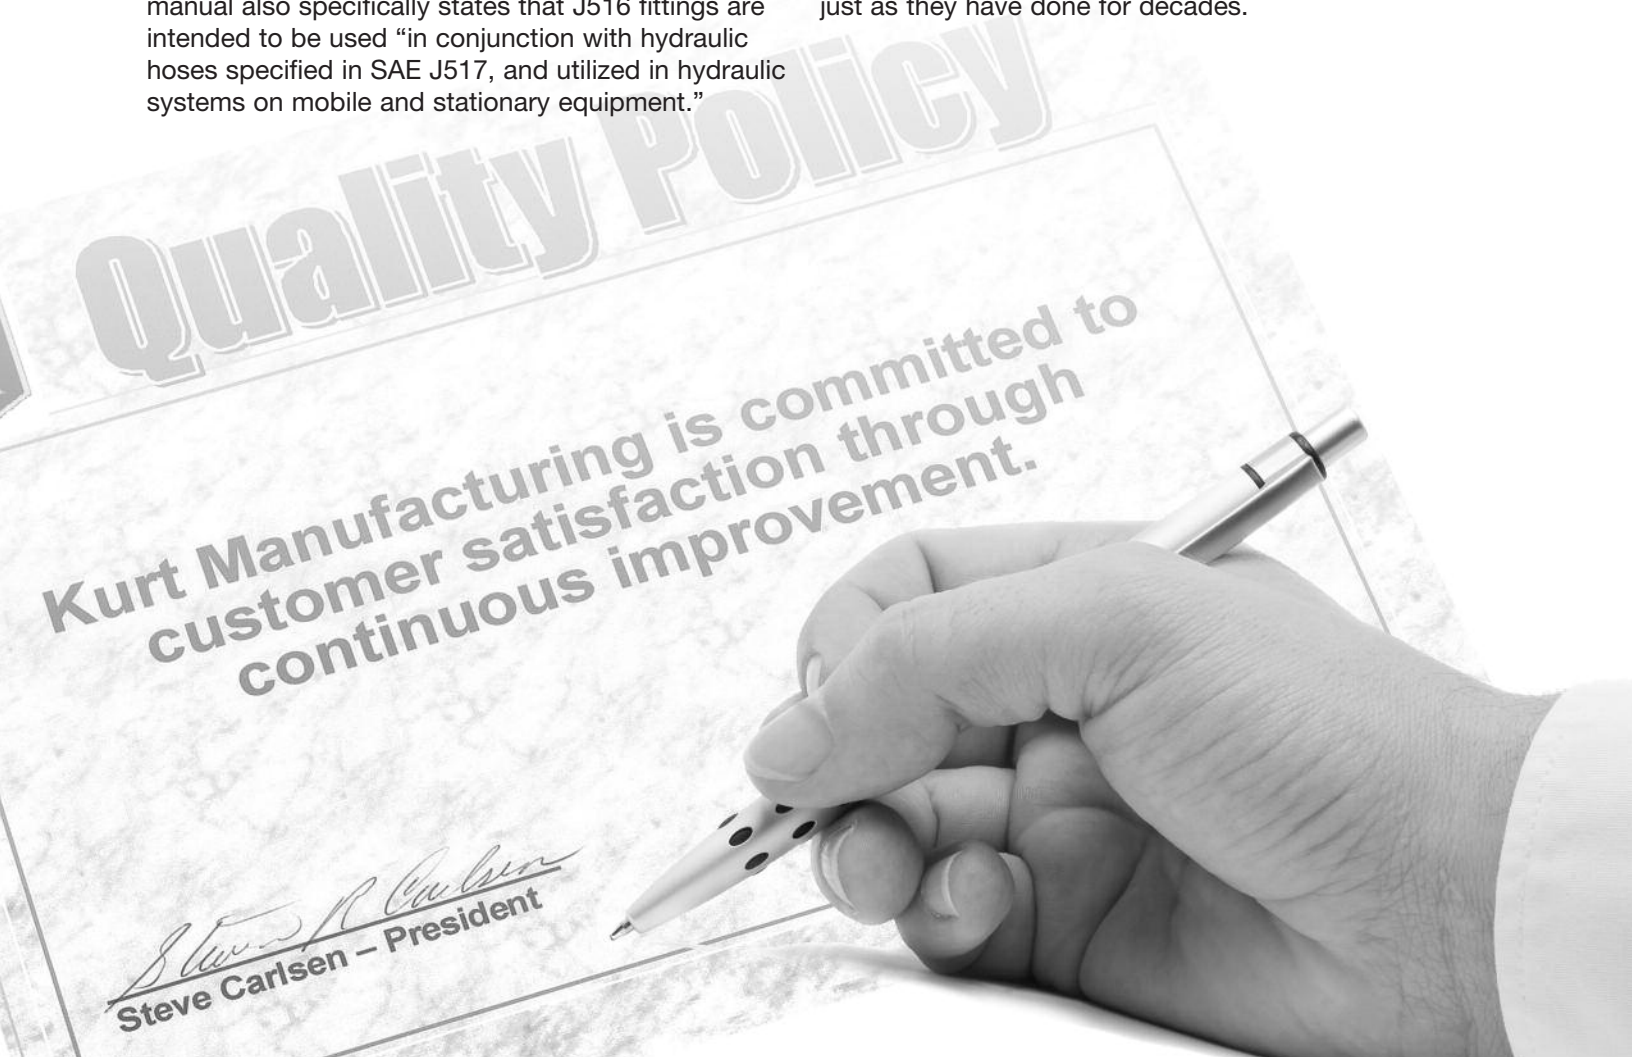 manual also specifically states that J516 fittings are
intended to be used “in conjunction with hydraulic
hoses specified in SAE J517, and utilized in hydraulic
systems on mobile and stationary equipment.”
just as they have done for decades.
Quality Policy
Kurt Manufacturing is committed to
customer satisfaction through
continuous improvement.
Steven R Carlsen
Steve Carlsen – President